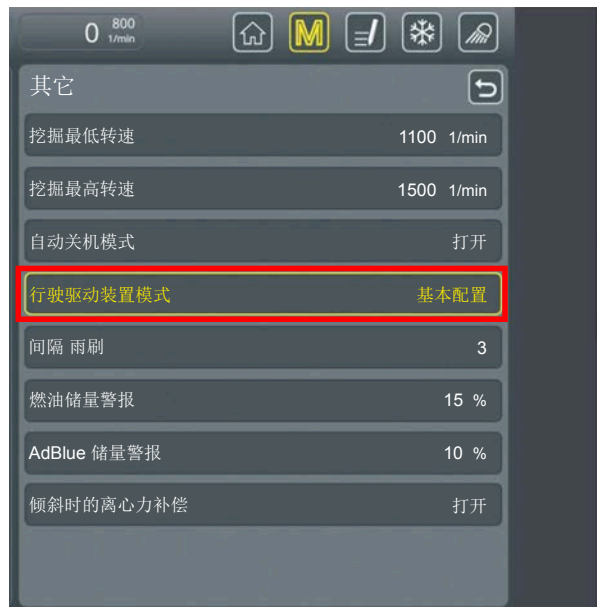 0 800 1/min M
其它
挖掘最低转速 1100 1/min
挖掘最高转速 1500 1/min
自动关机模式 打开
行驶驱动装置模式 基本配置
间隔 雨刷 3
燃油储量警报 15 %
AdBlue 储量警报 10 %
倾斜时的离心力补偿 打开